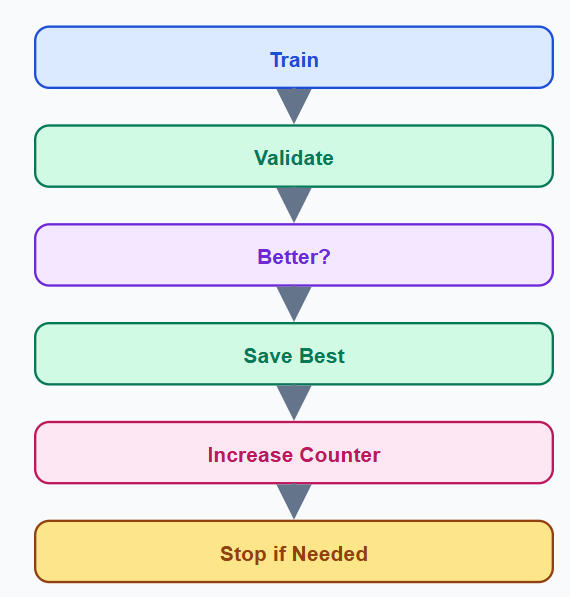 Train
Validate
Better?
Save Best
Increase Counter
Stop if Needed